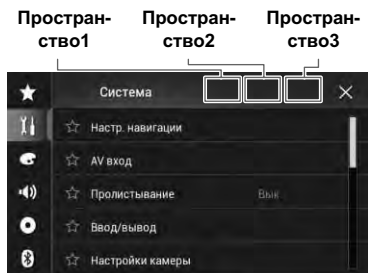 Простран-
ство1
Простран-
ство2
Простран-
ство3
Система
Настр. навигации
AV вход
Пролистывание Вык
Ввод/вывод
Настройки камеры